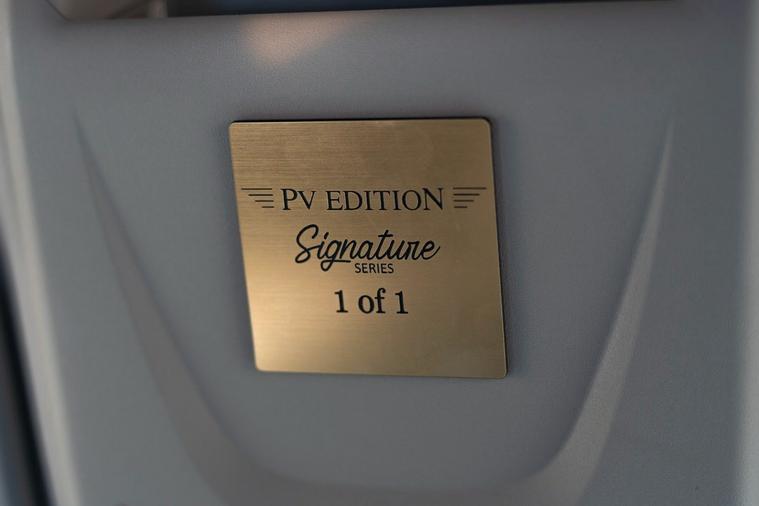 PV EDITION
Signature
SERIES
1 of 1